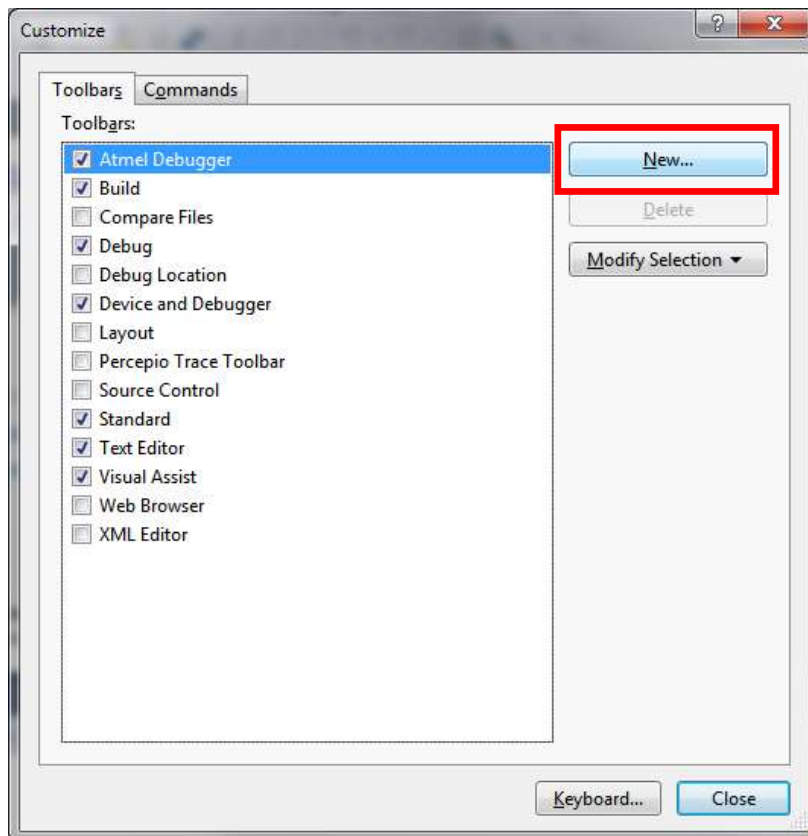 Customize
Toolbars Commands
Toolbars:
Atmel Debugger
Build
Compare Files
Debug
Debug Location
Device and Debugger
Layout
Percepio Trace Toolbar
Source Control
Standard
Text Editor
Visual Assist
Web Browser
XML Editor
New...
Delete
Modify Selection
Keyboard... Close